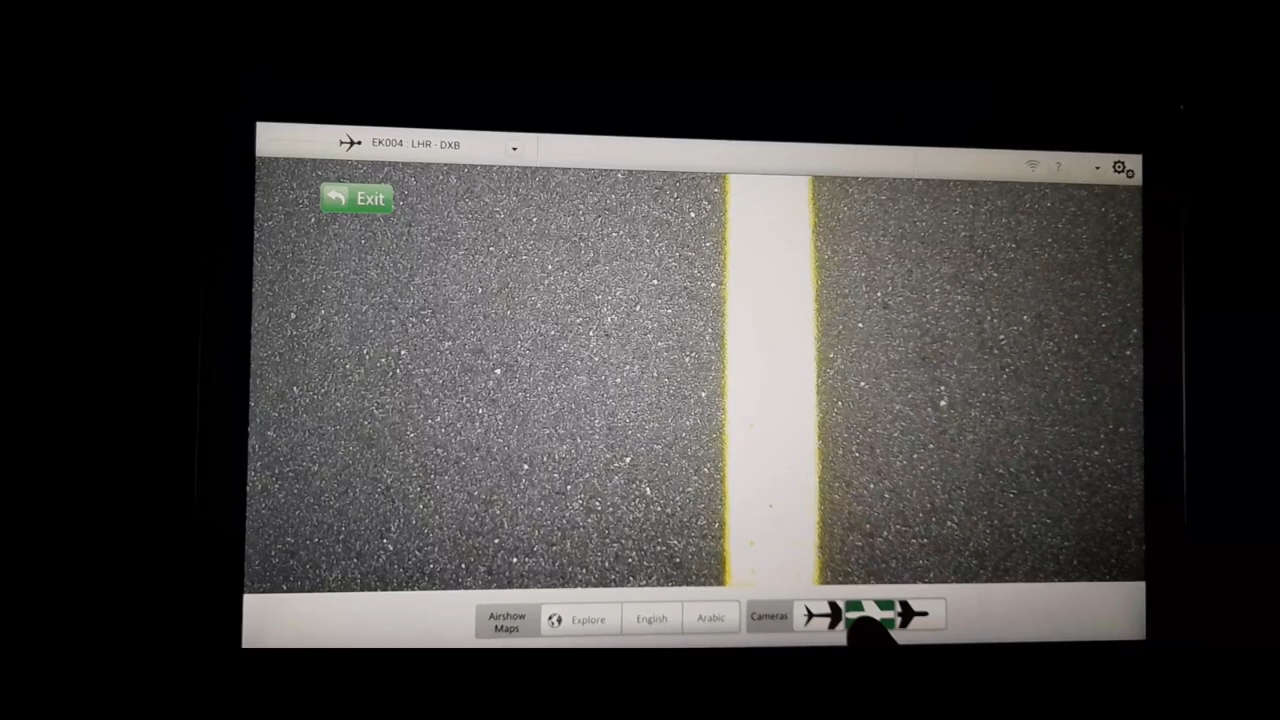 EK004 : LHR - DXB
?
Exit
Airshow
Maps
Explore
English
Arabic
Cameras